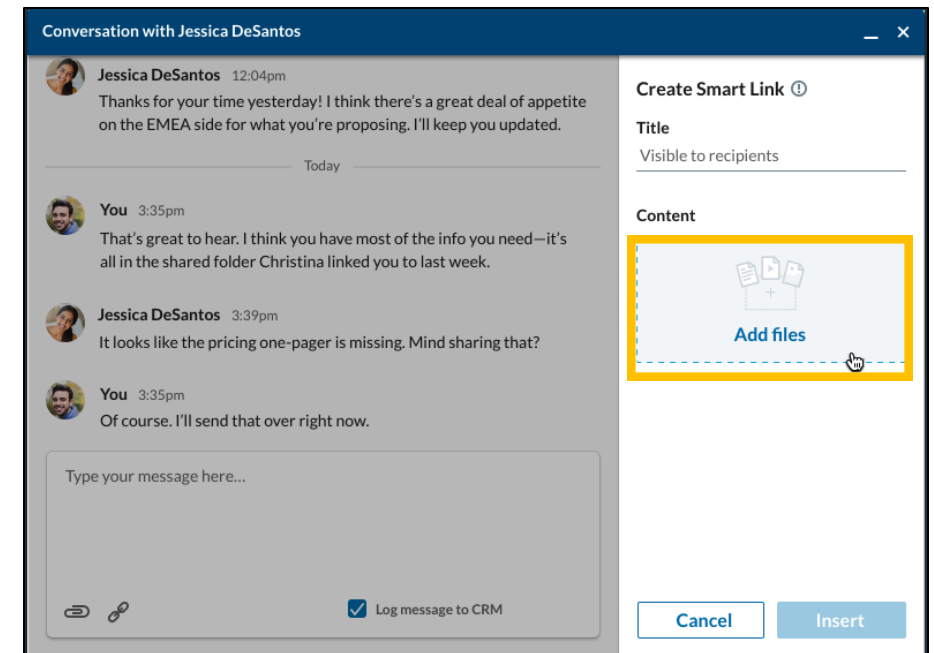 Conversation with Jessica DeSantos
Jessica DeSantos 12:04pm
Thanks for your time yesterday! I think there's a great deal of appetite
on the EMEA side for what you're proposing. I'll keep you updated.
Today
You 3:35pm
That's great to hear. I think you have most of the info you need—it's
all in the shared folder Christina linked you to last week.
Jessica DeSantos 3:39pm
It looks like the pricing one-pager is missing. Mind sharing that?
You 3:35pm
Of course. I'll send that over right now.
Type your message here...
Log message to CRM
Create Smart Link
Title
Visible to recipients
Content
Add files
Cancel
Insert